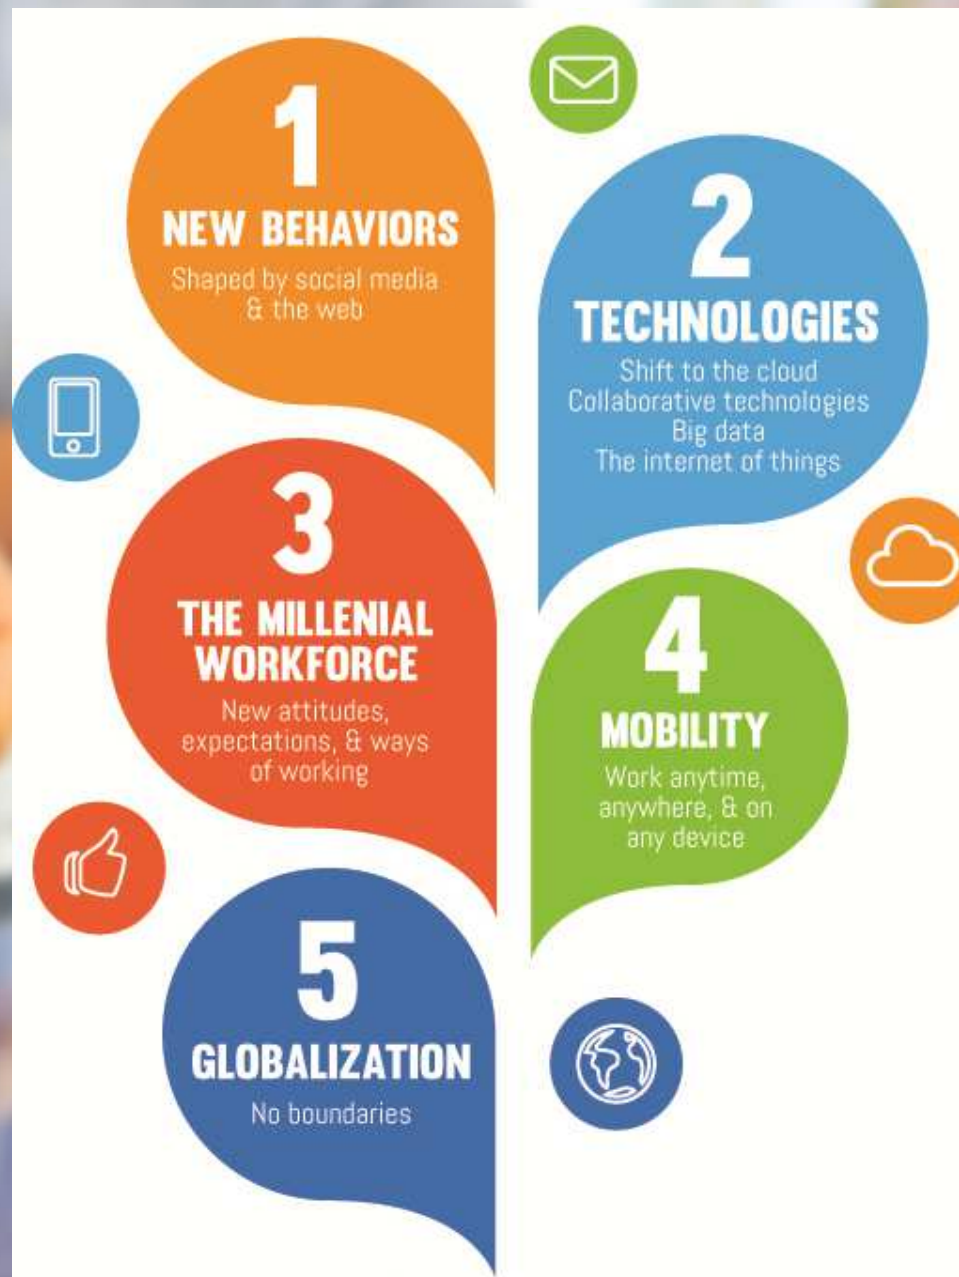 1
NEW BEHAVIORS
Shaped by social media
& the web
2
TECHNOLOGIES
Shift to the cloud
Collaborative technologies
Big data
The internet of things
3
THE MILLENIAL
WORKFORCE
New attitudes,
expectations, & ways
of working
4
MOBILITY
Work anytime,
anywhere, & on
any device
5
GLOBALIZATION
No boundaries